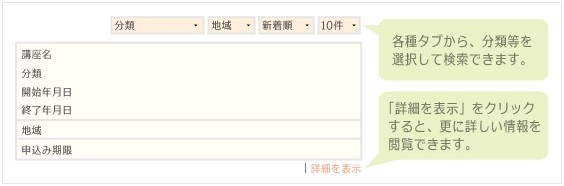 分類 地域 新着順 10件
各種タブから、分類等を
選択して検索できます。
講座名
分類
開始年月日
終了年月日
地域
申込み期限
｜詳細を表示
「詳細を表示」をクリック
すると、更に詳しい情報を
閲覧できます。